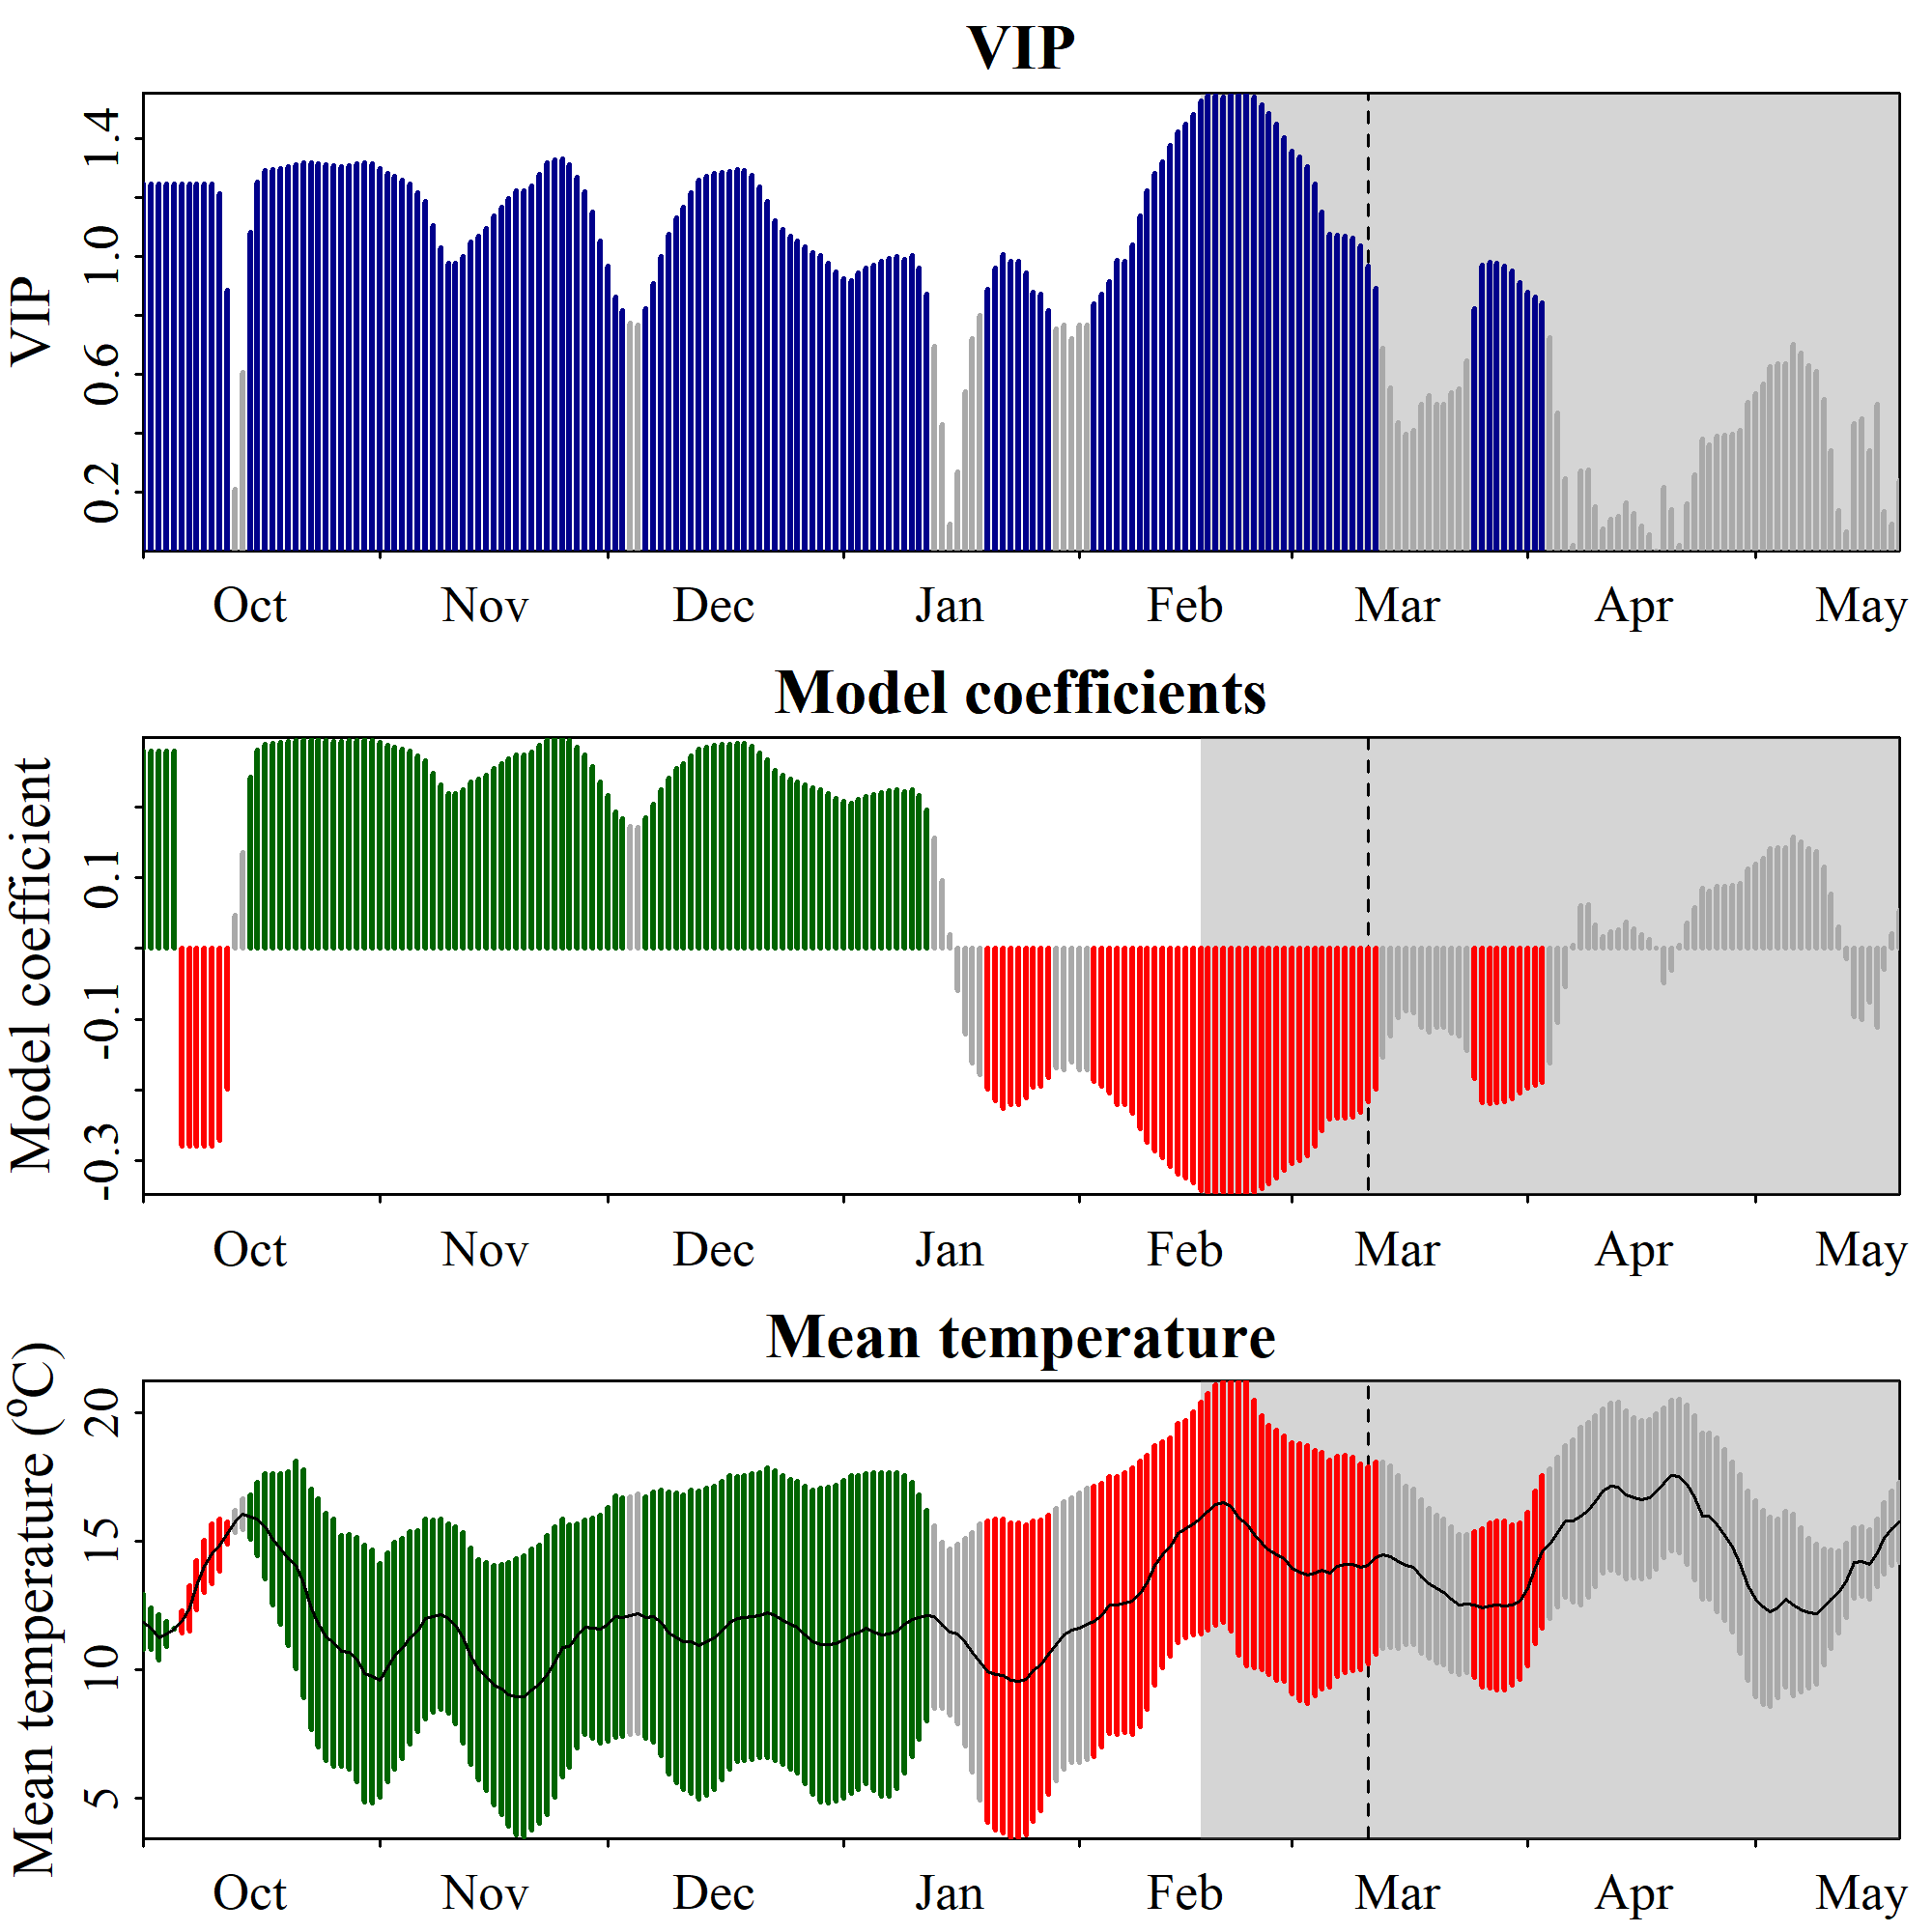 VIP
VIP
1.4
1.0
0.6
0.2
Oct Nov Dec Jan Feb Mar Apr May
Model coefficients
Model coefficient
0.1
-0.1
-0.3
Oct Nov Dec Jan Feb Mar Apr May
Mean temperature
Mean temperature (°C)
20
15
10
5
Oct Nov Dec Jan Feb Mar Apr May